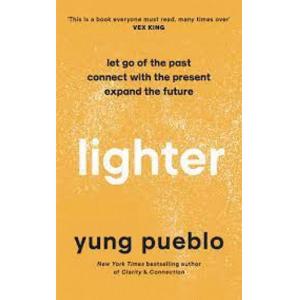 'This is a book everyone must read, many times over'
VEX KING
let go of the past
connect with the present
expand the future
lighter
yung pueblo
New York Times bestselling author
of Clarity & Connection